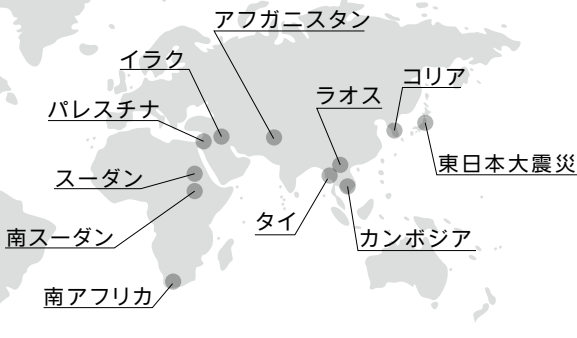 アフガニスタン
イラク
コリア
ラオス
パレスチナ
東日本大震災
スーダン
タイ
南スーダン
カンボジア
南アフリカ